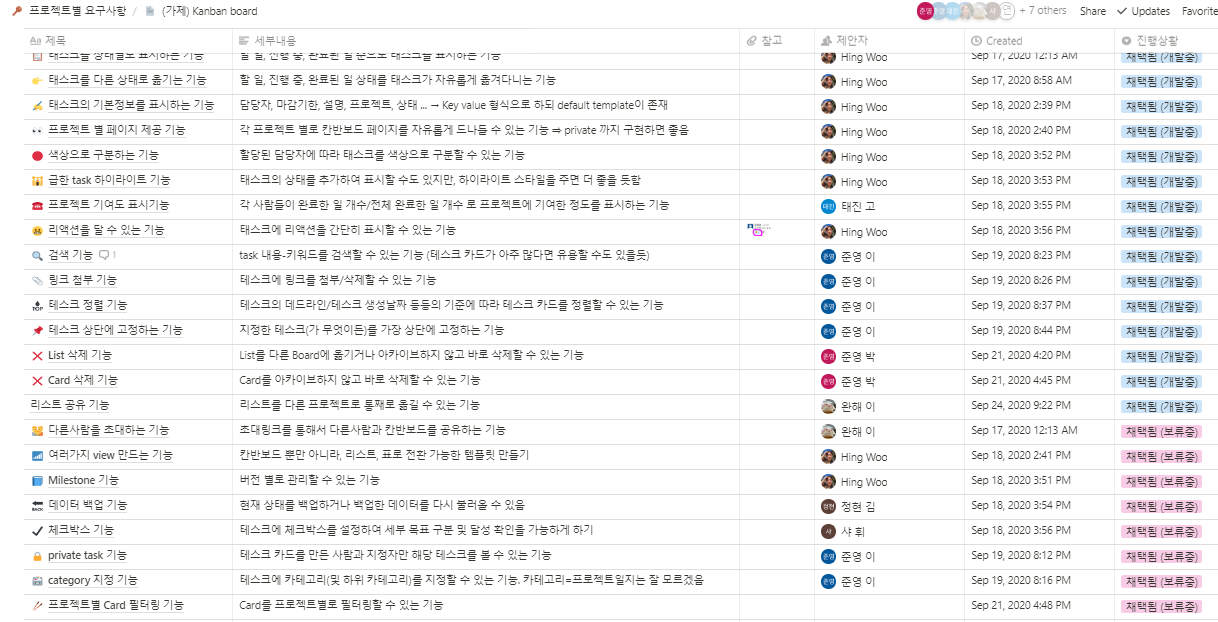 프로젝트별 요구사항 / (가제) Kanban board 준영 + 7 others Share Updates Favorite
Aa 제목 세부내용 참고 제안자 Created 진행상황
태스크를 상태별로 표시하는 기능 할 일, 진행 중, 완료된 일 순으로 태스크를 표시하는 기능 Hing Woo Sep 17, 2020 12:13 AM 채택됨 (개발중)
태스크를 다른 상태로 옮기는 기능 할 일, 진행 중, 완료된 일 상태를 태스크가 자유롭게 옮겨다니는 기능 Hing Woo Sep 17, 2020 8:58 AM 채택됨 (개발중)
태스크의 기본정보를 표시하는 기능 담당자, 마감기한, 설명, 프로젝트, 상태 ... → Key value 형식으로 하되 default template이 존재 Hing Woo Sep 18, 2020 2:39 PM 채택됨 (개발중)
프로젝트 별 페이지 제공 기능 각 프로젝트 별로 칸반보드 페이지를 자유롭게 드나들 수 있는 기능 ⇒ private 까지 구현하면 좋음 Hing Woo Sep 18, 2020 2:40 PM 채택됨 (개발중)
색상으로 구분하는 기능 할당된 담당자에 따라 태스크를 색상으로 구분할 수 있는 기능 Hing Woo Sep 18, 2020 3:52 PM 채택됨 (개발중)
급한 task 하이라이트 기능 태스크의 상태를 추가하여 표시할 수도 있지만, 하이라이트 스타일을 주면 더 좋을 듯함 Hing Woo Sep 18, 2020 3:53 PM 채택됨 (개발중)
프로젝트 기여도 표시기능 각 사람들이 완료한 일 개수/전체 완료한 일 개수 로 프로젝트에 기여한 정도를 표시하는 기능 태진 태진 고 Sep 18, 2020 3:55 PM 채택됨 (개발중)
리액션을 달 수 있는 기능 태스크에 리액션을 간단히 표시할 수 있는 기능 Hing Woo Sep 18, 2020 3:56 PM 채택됨 (개발중)
검색 기능 1 task 내용-키워드를 검색할 수 있는 기능 (테스크 카드가 아주 많다면 유용할 수도 있을듯) 준영 준영 이 Sep 19, 2020 8:23 PM 채택됨 (개발중)
링크 첨부 기능 테스크에 링크를 첨부/삭제할 수 있는 기능 준영 준영 이 Sep 19, 2020 8:26 PM 채택됨 (개발중)
TOP 테스크 정렬 기능 테스크의 데드라인/테스크 생성날짜 등등의 기준에 따라 테스크 카드를 정렬할 수 있는 기능 준영 준영 이 Sep 19, 2020 8:37 PM 채택됨 (개발중)
테스크 상단에 고정하는 기능 지정한 테스크(가 무엇이든)를 가장 상단에 고정하는 기능 준영 준영 이 Sep 19, 2020 8:44 PM 채택됨 (개발중)
List 삭제 기능 List를 다른 Board에 옮기거나 아카이브하지 않고 바로 삭제할 수 있는 기능 준영 준영 박 Sep 21, 2020 4:20 PM 채택됨 (개발중)
Card 삭제 기능 Card를 아카이브하지 않고 바로 삭제할 수 있는 기능 준영 준영 박 Sep 21, 2020 4:45 PM 채택됨 (개발중)
리스트 공유 기능 리스트를 다른 프로젝트로 통째로 옮길 수 있는 기능 완해 이 Sep 24, 2020 9:22 PM 채택됨 (개발중)
다른사람을 초대하는 기능 초대링크를 통해서 다른사람과 칸반보드를 공유하는 기능 완해 이 Sep 17, 2020 12:13 AM 채택됨 (보류중)
여러가지 view 만드는 기능 칸반보드 뿐만 아니라, 리스트, 표로 전환 가능한 템플릿 만들기 Hing Woo Sep 18, 2020 2:41 PM 채택됨 (보류중)
Milestone 기능 버전 별로 관리할 수 있는 기능 Hing Woo Sep 18, 2020 3:51 PM 채택됨 (보류중)
BACK 데이터 백업 기능 현재 상태를 백업하거나 백업한 데이터를 다시 불러올 수 있음 정현 정현 김 Sep 18, 2020 3:54 PM 채택됨 (보류중)
체크박스 기능 테스크에 체크박스를 설정하여 세부 목표 구분 및 달성 확인을 가능하게 하기 샤 샤 휘 Sep 18, 2020 3:56 PM 채택됨 (보류중)
private task 기능 테스크 카드를 만든 사람과 지정자만 해당 테스크를 볼 수 있는 기능 준영 준영 이 Sep 19, 2020 8:12 PM 채택됨 (보류중)
category 지정 기능 테스크에 카테고리(및 하위 카테고리)를 지정할 수 있는 기능, 카테고리=프로젝트일지는 잘 모르겠음 준영 준영 이 Sep 19, 2020 8:16 PM 채택됨 (보류중)
프로젝트별 Card 필터링 기능 Card를 프로젝트별로 필터링할 수 있는 기능 Sep 21, 2020 4:48 PM 채택됨 (보류중)